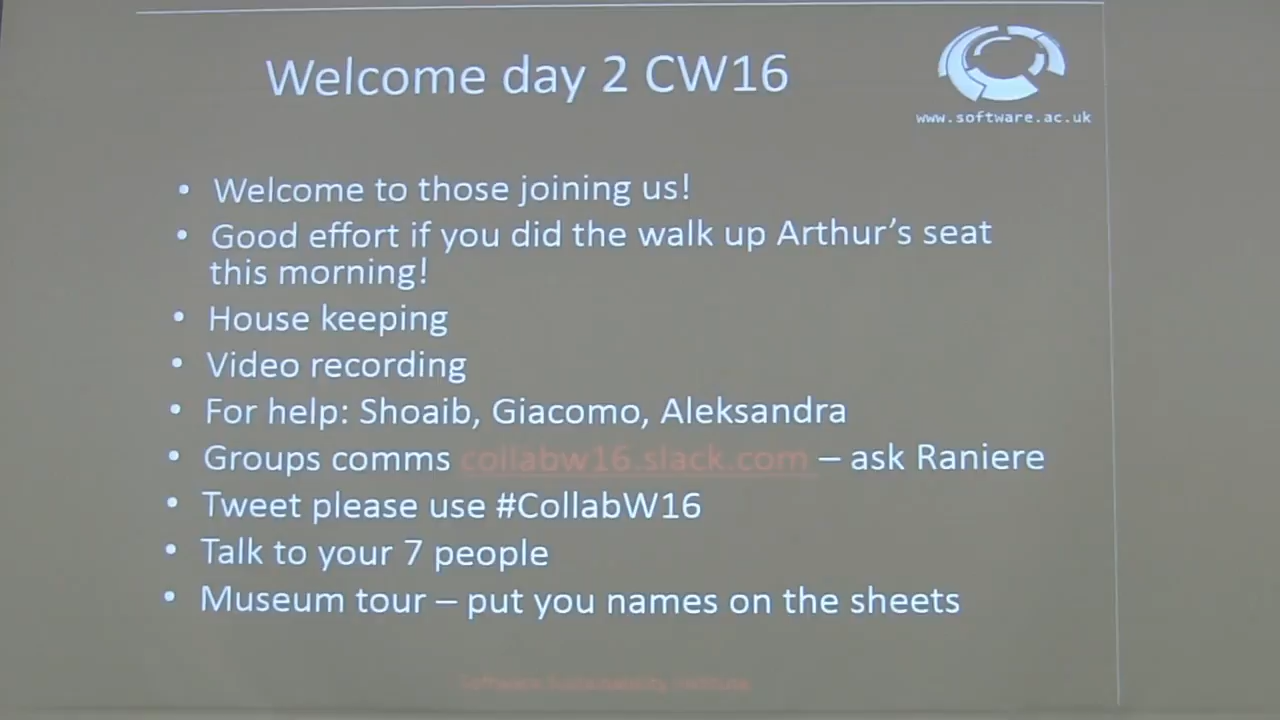 Welcome day 2 CW16
www.software.ac.uk
• Welcome to those joining us!
• Good effort if you did the walk up Arthur's seat
this morning!
• House keeping
• Video recording
• For help: Shoaib, Giacomo, Aleksandra
• Groups comms collabw16.slack.com – ask Raniere
• Tweet please use #CollabW16
• Talk to your 7 people
• Museum tour – put you names on the sheets
Software Sustainability Institute